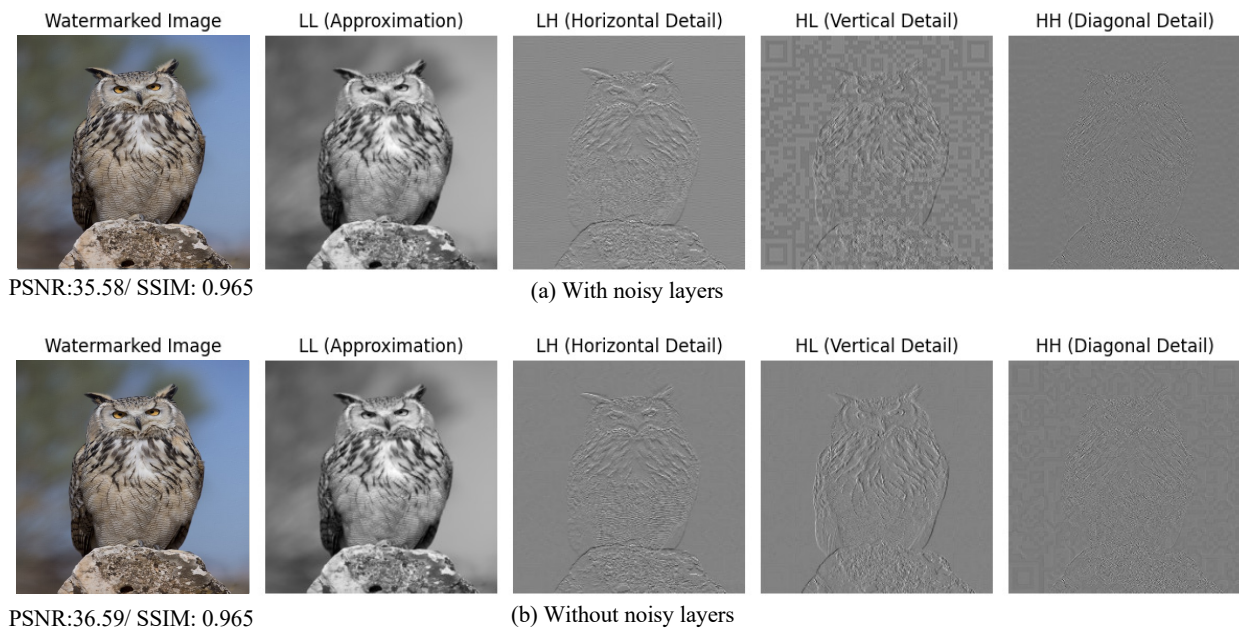 Watermarked Image LL (Approximation) LH (Horizontal Detail) HL (Vertical Detail) HH (Diagonal Detail)
PSNR:35.58/ SSIM: 0.965
(a) With noisy layers
Watermarked Image LL (Approximation) LH (Horizontal Detail) HL (Vertical Detail) HH (Diagonal Detail)
PSNR:36.59/ SSIM: 0.965
(b) Without noisy layers